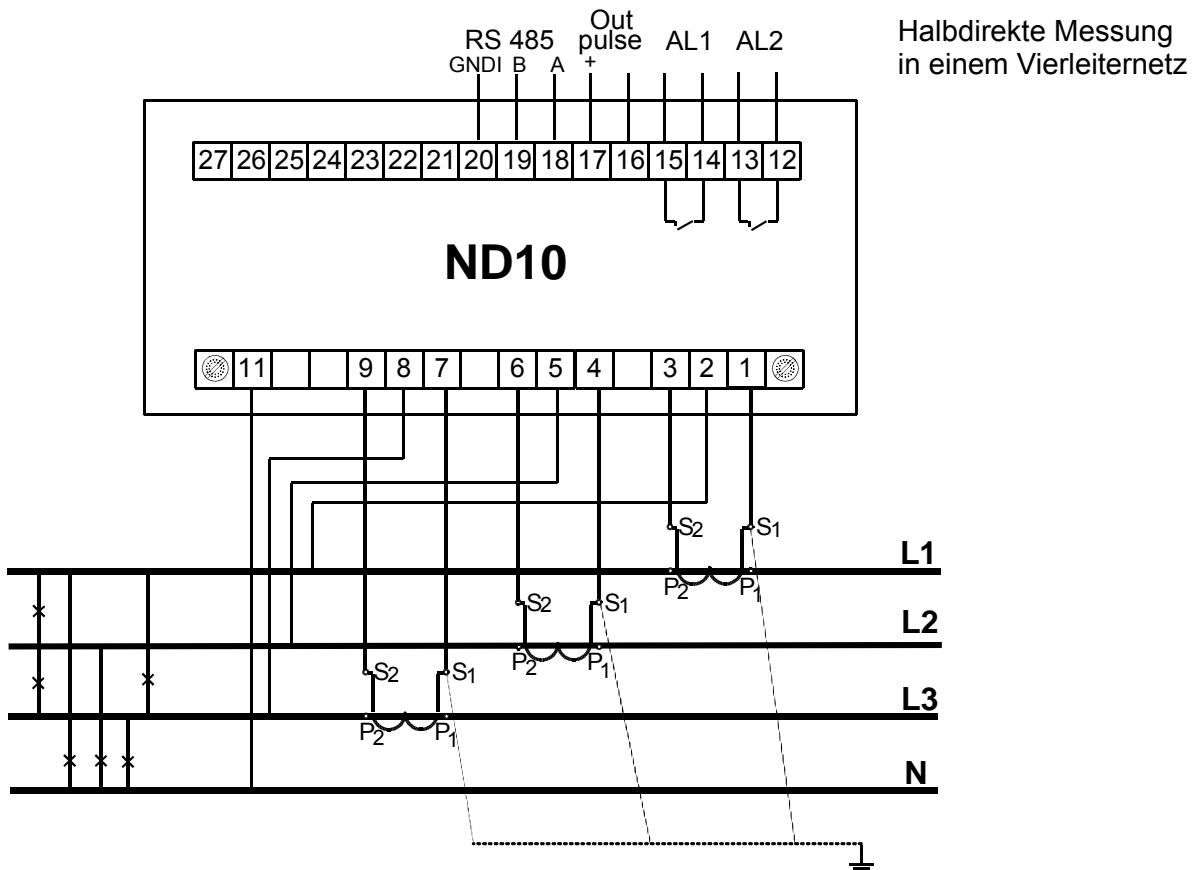 Out
RS 485 pulse AL1 AL2
GNDI B A +
Halbdirekte Messung
in einem Vierleiternetz
27 26 25 24 23 22 21 20 19 18 17 16 15 14 13 12
ND10
11 9 8 7 6 5 4 3 2 1
S2 S1
L1
P2 P1
S2 S1
L2
P2 P1
S2 S1
L3
P2 P1
N